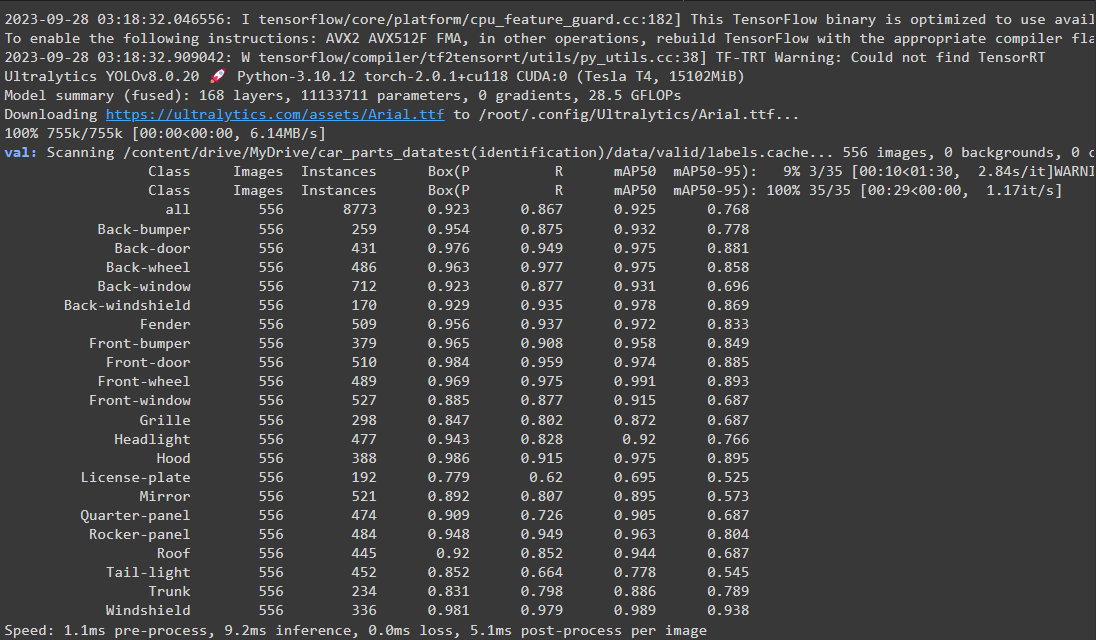 2023-09-28 03:18:32.046556: I tensorflow/core/platform/cpu_feature_guard.cc:182] This TensorFlow binary is optimized to use avail
To enable the following instructions: AVX2 AVX512F FMA, in other operations, rebuild TensorFlow with the appropriate compiler fla
2023-09-28 03:18:32.909042: W tensorflow/compiler/tf2tensorrt/utils/py_utils.cc:38] TF-TRT Warning: Could not find TensorRT
Ultralytics YOLOv8.0.20 🚀 Python-3.10.12 torch-2.0.1+cu118 CUDA:0 (Tesla T4, 15102MiB)
Model summary (fused): 168 layers, 11133711 parameters, 0 gradients, 28.5 GFLOPs
Downloading https://ultralytics.com/assets/Arial.ttf to /root/.config/Ultralytics/Arial.ttf...
100% 755k/755k [00:00<00:00, 6.14MB/s]
val: Scanning /content/drive/MyDrive/car_parts_datatest(identification)/data/valid/labels.cache... 556 images, 0 backgrounds, 0 c
Class Images Instances Box(P R mAP50 mAP50-95): 9% 3/35 [00:10<01:30, 2.84s/it]WARNI
Class Images Instances Box(P R mAP50 mAP50-95): 100% 35/35 [00:29<00:00, 1.17it/s]
all 556 8773 0.923 0.867 0.925 0.768
Back-bumper 556 259 0.954 0.875 0.932 0.778
Back-door 556 431 0.976 0.949 0.975 0.881
Back-wheel 556 486 0.963 0.977 0.975 0.858
Back-window 556 712 0.923 0.877 0.931 0.696
Back-windshield 556 170 0.929 0.935 0.978 0.869
Fender 556 509 0.956 0.937 0.972 0.833
Front-bumper 556 379 0.965 0.908 0.958 0.849
Front-door 556 510 0.984 0.959 0.974 0.885
Front-wheel 556 489 0.969 0.975 0.991 0.893
Front-window 556 527 0.885 0.877 0.915 0.687
Grille 556 298 0.847 0.802 0.872 0.687
Headlight 556 477 0.943 0.828 0.92 0.766
Hood 556 388 0.986 0.915 0.975 0.895
License-plate 556 192 0.779 0.62 0.695 0.525
Mirror 556 521 0.892 0.807 0.895 0.573
Quarter-panel 556 474 0.909 0.726 0.905 0.687
Rocker-panel 556 484 0.948 0.949 0.963 0.804
Roof 556 445 0.92 0.852 0.944 0.687
Tail-light 556 452 0.852 0.664 0.778 0.545
Trunk 556 234 0.831 0.798 0.886 0.789
Windshield 556 336 0.981 0.979 0.989 0.938
Speed: 1.1ms pre-process, 9.2ms inference, 0.0ms loss, 5.1ms post-process per image